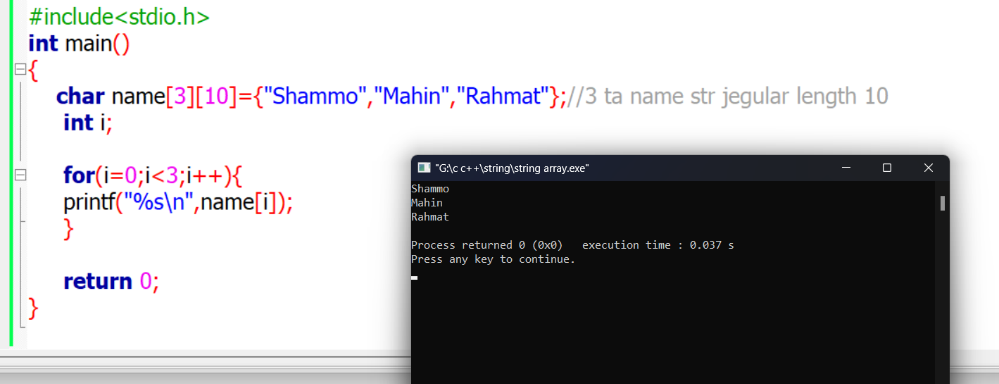 #include<stdio.h>
int main()
{
char name[3][10]={"Shammo","Mahin","Rahmat"};//3 ta name str jegular length 10
int i;
for(i=0;i<3;i++){
printf("%s\n",name[i]);
}
return 0;
}
"G:\c c++\string\string array.exe"
Shammo
Mahin
Rahmat
Process returned 0 (0x0)   execution time : 0.037 s
Press any key to continue.